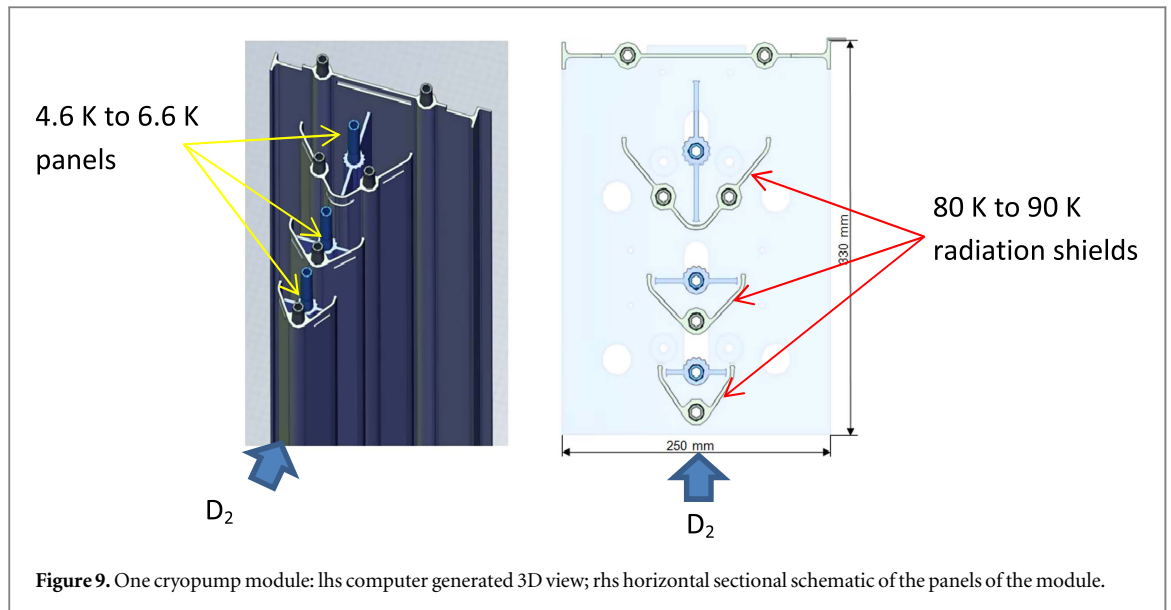 4.6 K to 6.6 K
panels
80 K to 90 K
radiation shields
330 mm
250 mm
D₂
D₂
Figure 9. One cryopump module: lhs computer generated 3D view; rhs horizontal sectional schematic of the panels of the module.